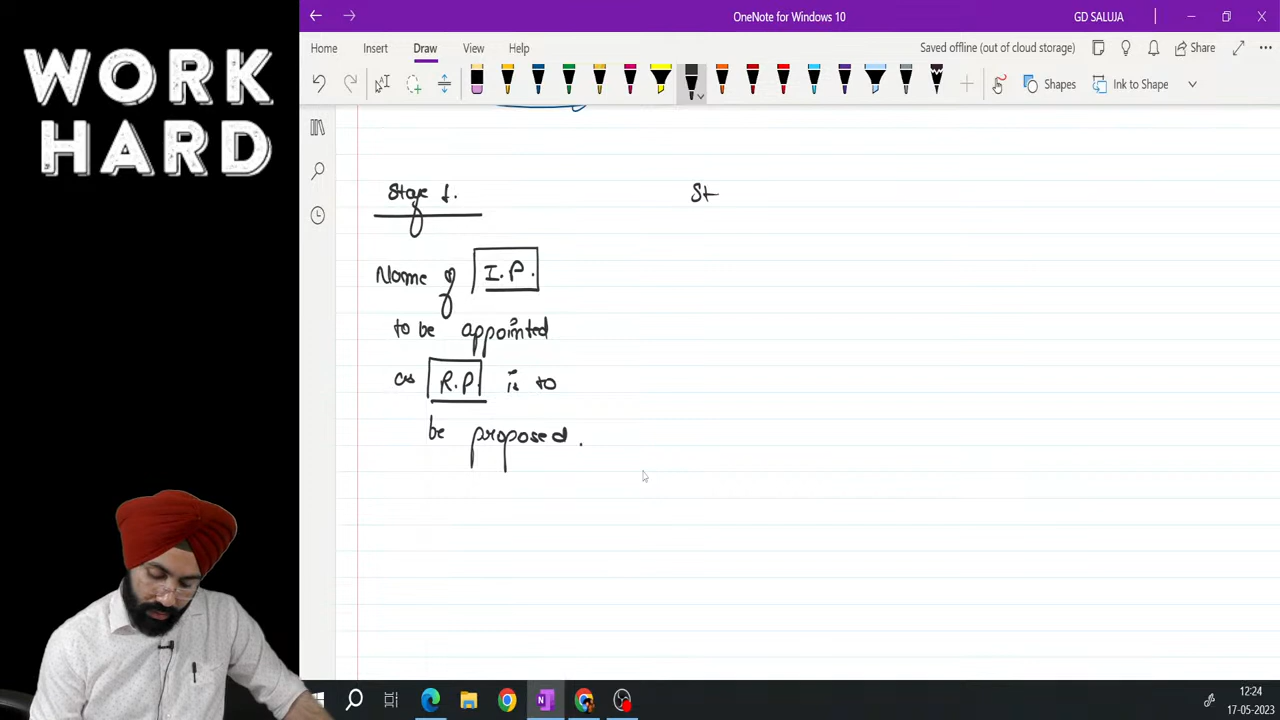 WORK
HARD
OneNote for Windows 10
GD SALUJA
Home Insert Draw View Help
Saved offline (out of cloud storage)
Share
Shapes
Ink to Shape
Stage 1.
St
Name of I.P.
to be appointed
as R.P is to
be proposed.
12:24
17-05-2023